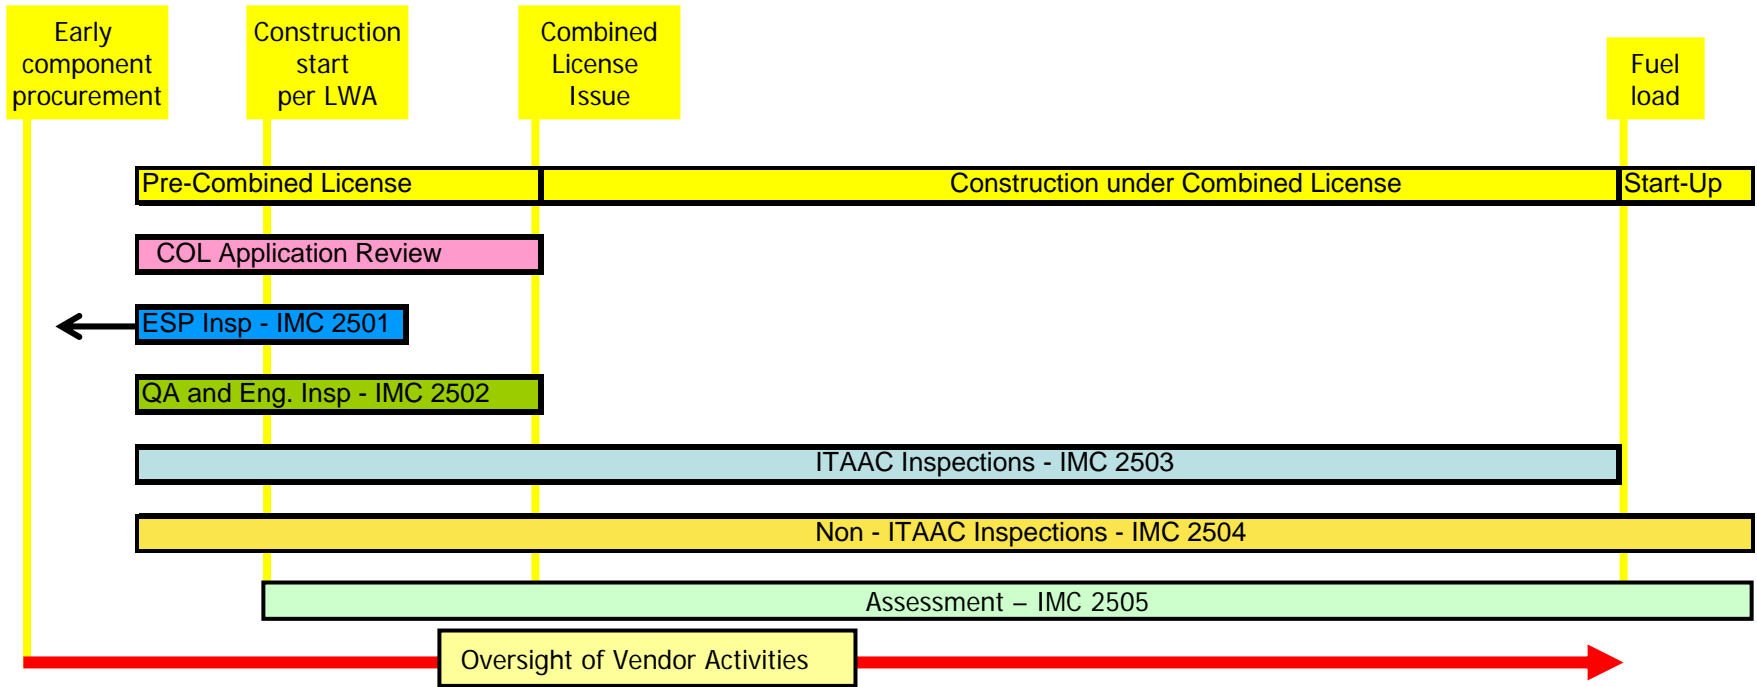 Early
component
procurement
Construction
start
per LWA
Combined
License
Issue
Fuel
load
Pre-Combined License
Construction under Combined License
Start-Up
COL Application Review
ESP Insp - IMC 2501
QA and Eng. Insp - IMC 2502
ITAAC Inspections - IMC 2503
Non - ITAAC Inspections - IMC 2504
Assessment – IMC 2505
Oversight of Vendor Activities